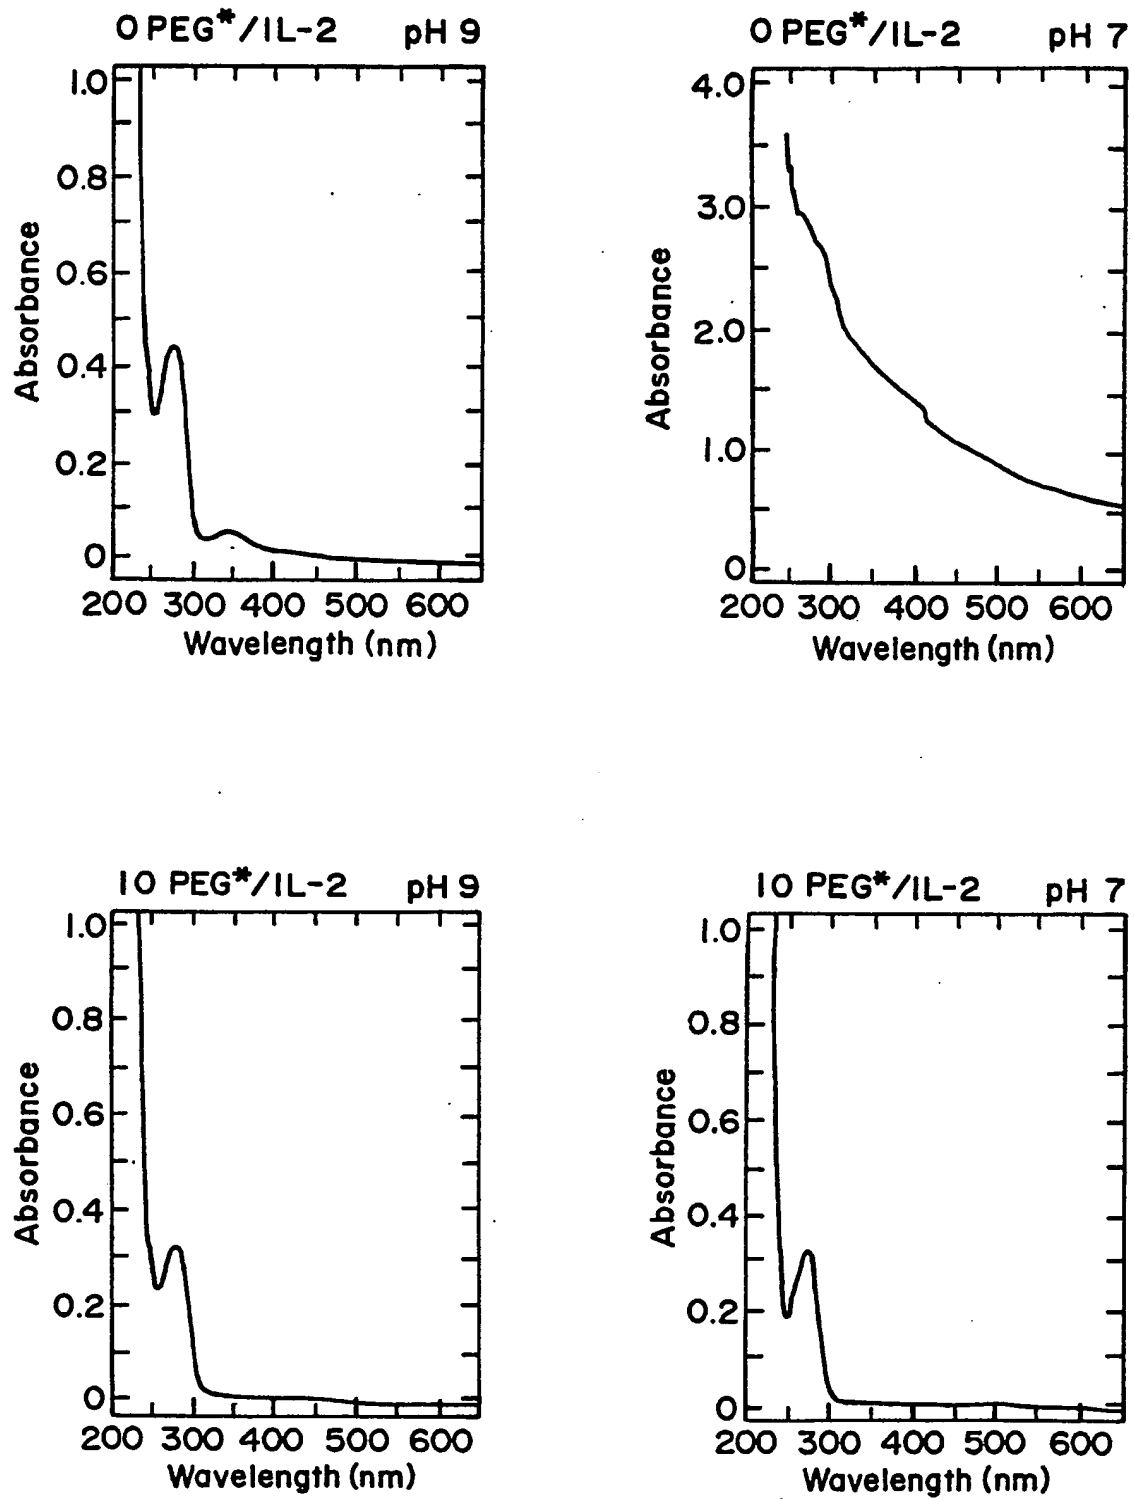 0 PEG*/IL-2 pH 9
1.0
0.8
0.6
0.4
0.2
0
Absorbance
200 300 400 500 600
Wavelength (nm)
0 PEG*/IL-2 pH 7
4.0
3.0
2.0
1.0
0
Absorbance
200 300 400 500 600
Wavelength (nm)
10 PEG*/IL-2 pH 9
1.0
0.8
0.6
0.4
0.2
0
Absorbance
200 300 400 500 600
Wavelength (nm)
10 PEG*/IL-2 pH 7
1.0
0.8
0.6
0.4
0.2
0
Absorbance
200 300 400 500 600
Wavelength (nm)